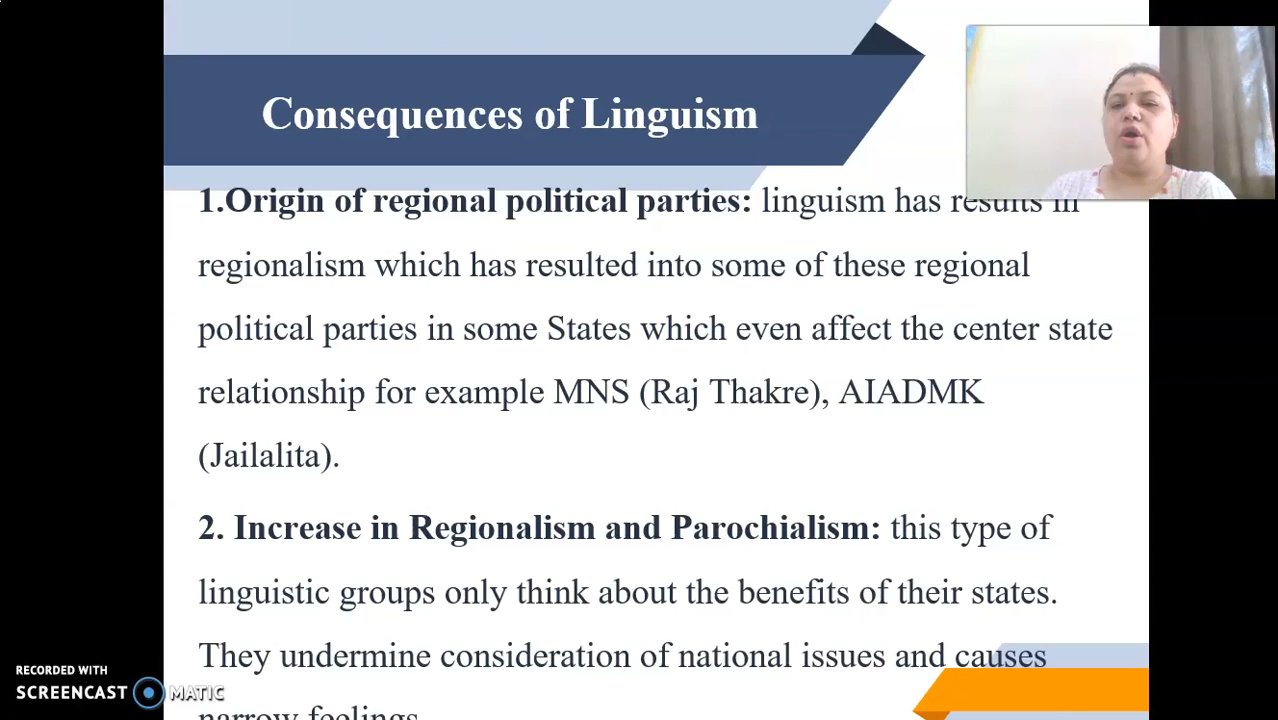 Consequences of Linguism
1.Origin of regional political parties: linguism has results in
regionalism which has resulted into some of these regional
political parties in some States which even affect the center state
relationship for example MNS (Raj Thakre), AIADMK
(Jailalita).
2. Increase in Regionalism and Parochialism: this type of
linguistic groups only think about the benefits of their states.
They undermine consideration of national issues and causes
narrow feelings.
RECORDED WITH
SCREENCAST MATIC